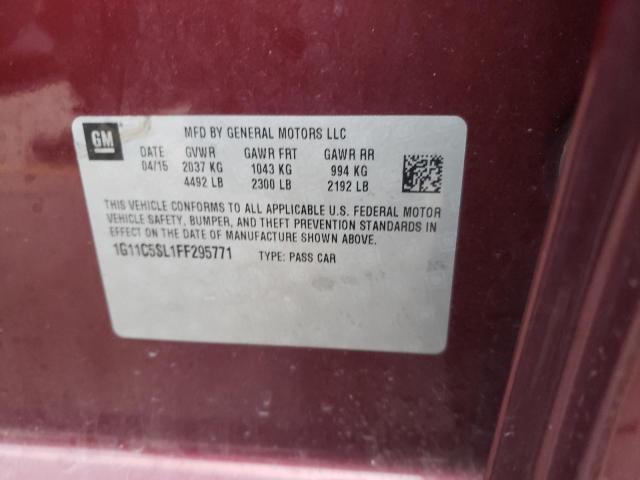 GM MFD BY GENERAL MOTORS LLC
DATE GVWR GAWR FRT GAWR RR
04/15 2037 KG 1043 KG 994 KG
4492 LB 2300 LB 2192 LB
THIS VEHICLE CONFORMS TO ALL APPLICABLE U.S. FEDERAL MOTOR
VEHICLE SAFETY, BUMPER, AND THEFT PREVENTION STANDARDS IN
EFFECT ON THE DATE OF MANUFACTURE SHOWN ABOVE.
1G11C5SL1FF295771 TYPE: PASS CAR